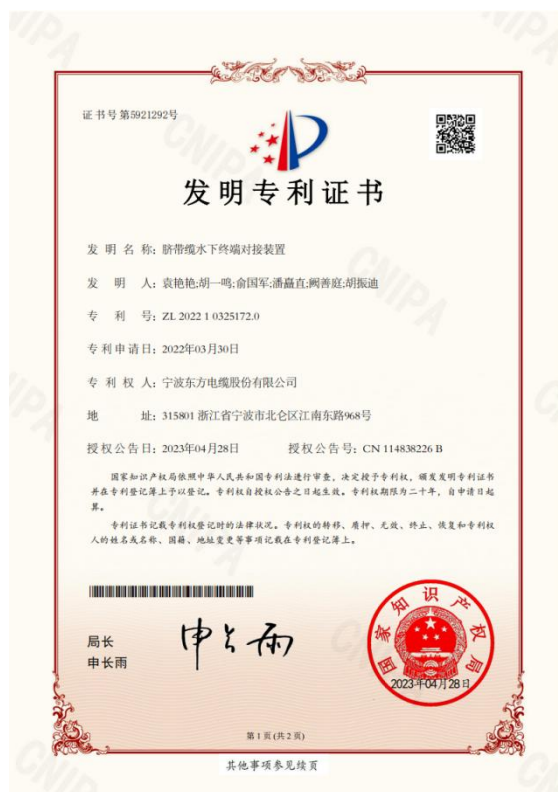 证书号第5921292号
发明专利证书
发明名称：脐带缆水下终端对接装置
发明人：袁艳艳;胡一鸣;俞国军;潘矗直;阙善庭;胡振迪
专利号：ZL 2022 1 0325172.0
专利申请日：2022年03月30日
专利权人：宁波东方电缆股份有限公司
地址：315801 浙江省宁波市北仑区江南东路968号
授权公告日：2023年04月28日 授权公告号：CN 114838226 B
国家知识产权局依照中华人民共和国专利法进行审查，决定授予专利权，颁发发明专利证书
并在专利登记簿上予以登记。专利权自授权公告之日起生效。专利权期限为二十年，自申请日起
算。
专利证书记载专利权登记时的法律状况。专利权的转移、质押、无效、终止、恢复和专利权
人的姓名或名称、国籍、地址变更等事项记载在专利登记簿上。
局长
申长雨
申长雨
国家知识产权局
2023年04月28日
第 1 页 (共 2 页)
其他事项参见续页
CNIPA